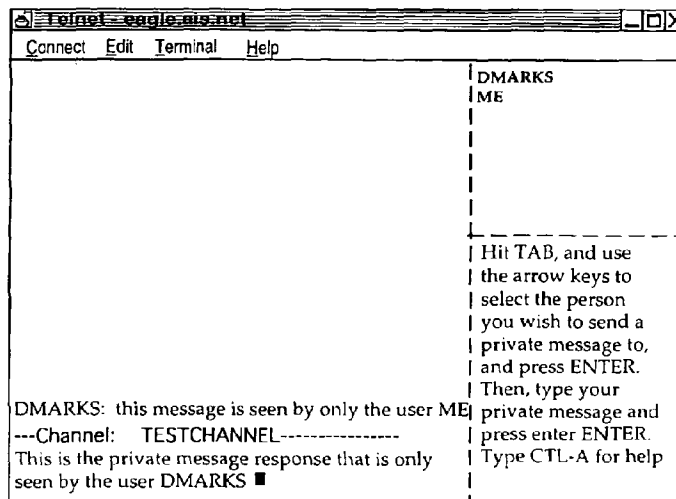 Telnet - eagle.ais.net
Connect Edit Terminal Help
DMARKS
ME
Hit TAB, and use
the arrow keys to
select the person
you wish to send a
private message to,
and press ENTER.
Then, type your
private message and
press enter ENTER.
Type CTL-A for help
DMARKS: this message is seen by only the user ME
---Channel: TESTCHANNEL----------------
This is the private message response that is only
seen by the user DMARKS